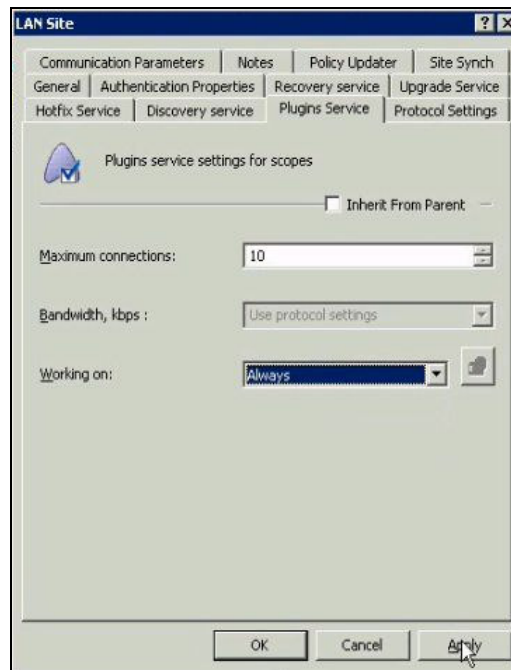 LAN Site
Communication Parameters Notes Policy Updater Site Synch
General Authentication Properties Recovery service Upgrade Service
Hotfix Service Discovery service Plugins Service Protocol Settings
Plugins service settings for scopes
Inherit From Parent
Maximum connections: 10
Bandwidth, kbps : Use protocol settings
Working on: Always
OK Cancel Apply